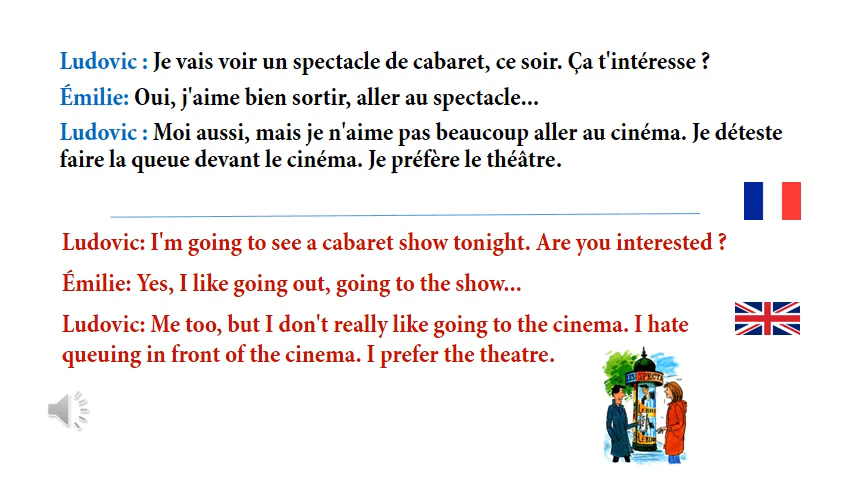 Ludovic : Je vais voir un spectacle de cabaret, ce soir. Ça t'intéresse ?
Émilie: Oui, j'aime bien sortir, aller au spectacle...
Ludovic : Moi aussi, mais je n'aime pas beaucoup aller au cinéma. Je déteste
faire la queue devant le cinéma. Je préfère le théâtre.
Ludovic: I'm going to see a cabaret show tonight. Are you interested ?
Émilie: Yes, I like going out, going to the show...
Ludovic: Me too, but I don't really like going to the cinema. I hate
queuing in front of the cinema. I prefer the theatre.
SPECTA